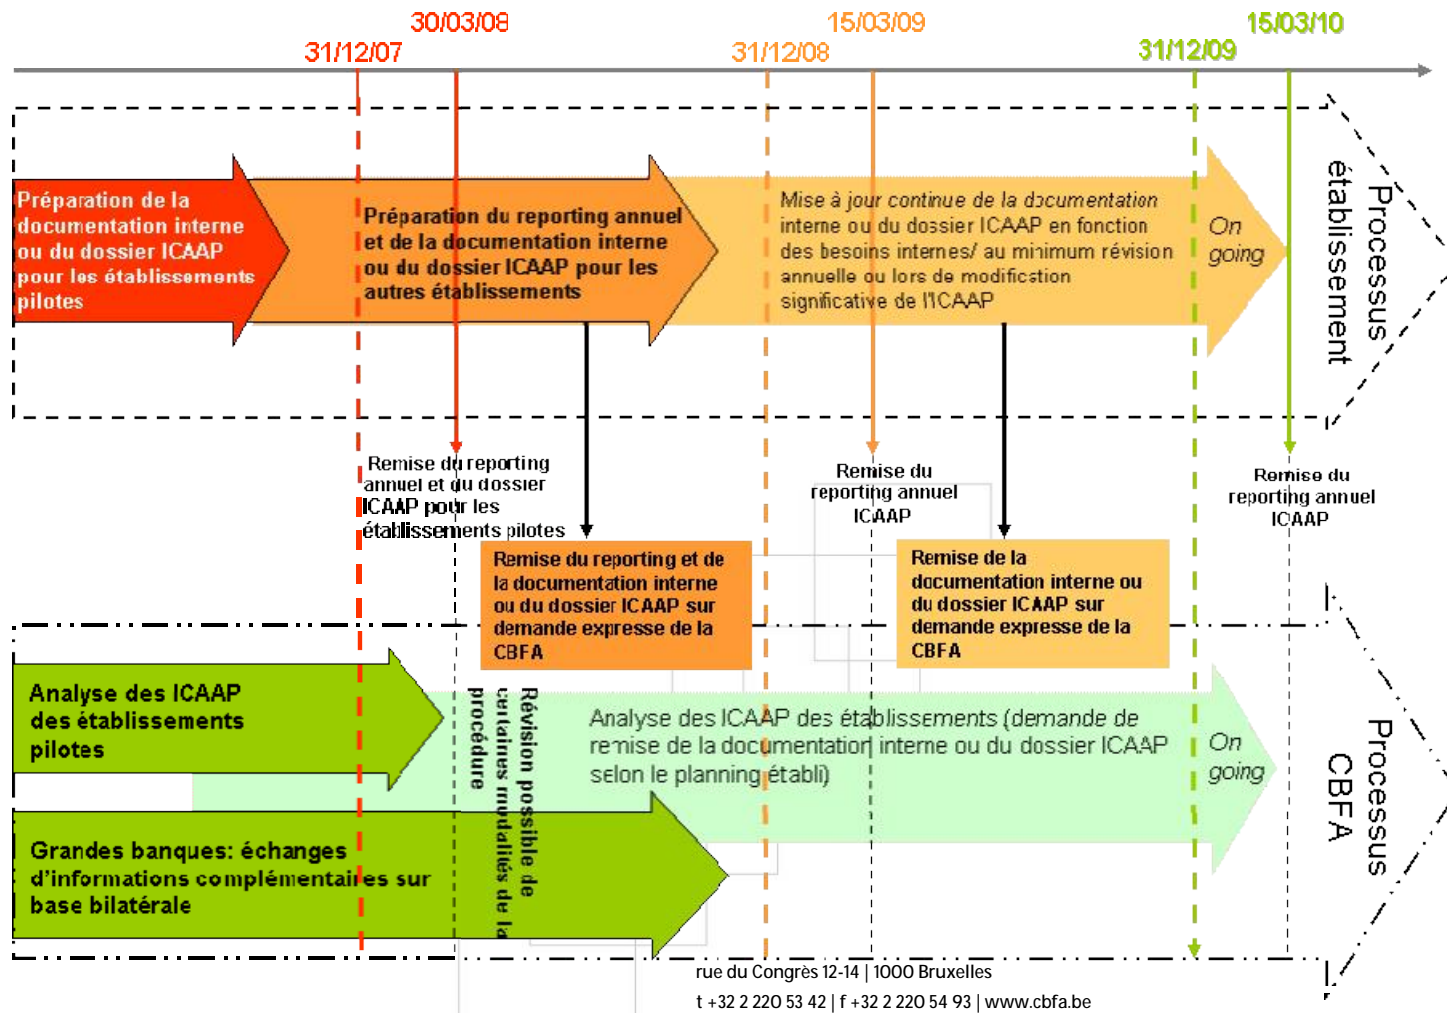 30/03/08
15/03/09
15/03/10
31/12/07
31/12/08
31/12/09
Préparation de la
documentation interne
ou du dossier ICAAP
pour les établissements
pilotes
Préparation du reporting annuel
et de la documentation interne
ou du dossier ICAAP pour les
autres établissements
Mise à jour continue de la documentation
interne ou du dossier ICAAP en fonction
des besoins internes/ au minimum révision
annuelle ou lors de modification
significative de l'ICAAP
On
going
Processus
établissement
Remise du reporting
annuel et du dossier
ICAAP pour les
établissements pilotes
Remise du
reporting annuel
ICAAP
Remise du
reporting annuel
ICAAP
Remise du reporting et de
la documentation interne
ou du dossier ICAAP sur
demande expresse de la
CBFA
Remise de la
documentation interne ou
du dossier ICAAP sur
demande expresse de la
CBFA
Analyse des ICAAP
des établissements
pilotes
Révision possible de
certaines modalités de la
procédure
Analyse des ICAAP des établissements (demande de
remise de la documentation interne ou du dossier ICAAP
selon le planning établi)
On
going
Processus
CBFA
Grandes banques: échanges
d'informations complémentaires sur
base bilatérale
rue du Congrès 12-14 | 1000 Bruxelles
t +32 2 220 53 42 | f +32 2 220 54 93 | www.cbfa.be